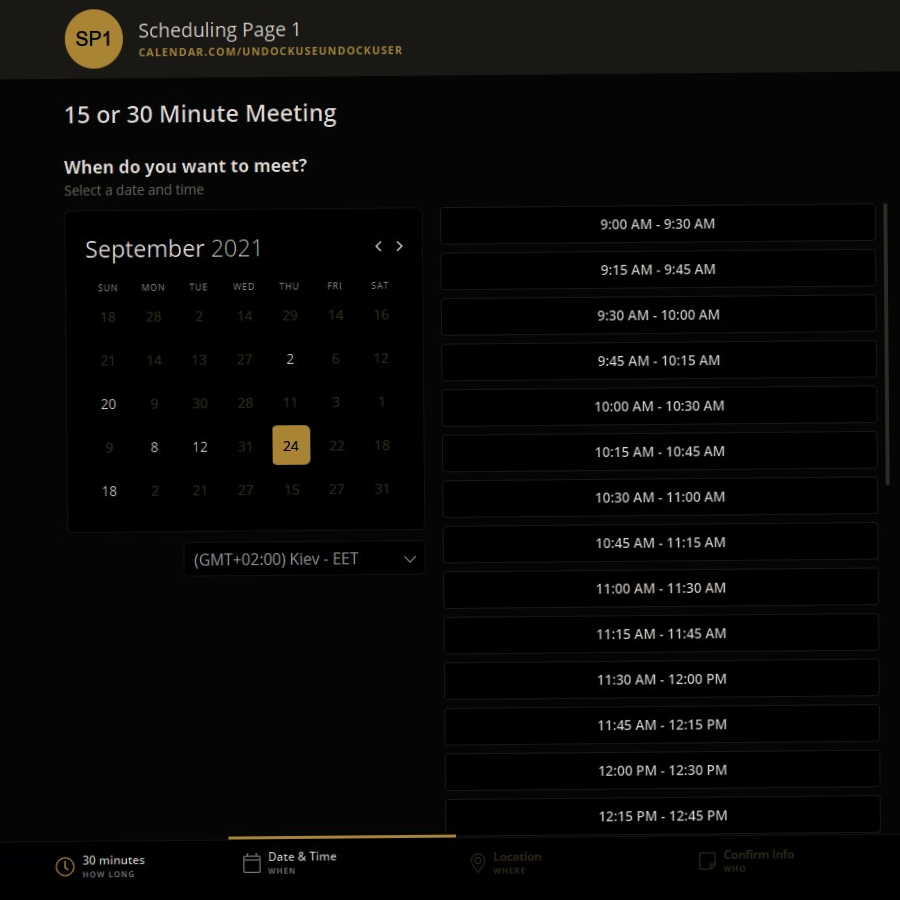 SP1
Scheduling Page 1
CALENDAR.COM/UNDOCKUSEUNDOCKUSER
15 or 30 Minute Meeting
When do you want to meet?
Select a date and time
September 2021
SUN MON TUE WED THU FRI SAT
18 28 2 14 29 14 16
21 14 13 27 2 6 12
20 9 30 28 11 3 1
9 8 12 31 24 22 18
18 2 21 27 15 27 31
(GMT+02:00) Kiev - EET
9:00 AM - 9:30 AM
9:15 AM - 9:45 AM
9:30 AM - 10:00 AM
9:45 AM - 10:15 AM
10:00 AM - 10:30 AM
10:15 AM - 10:45 AM
10:30 AM - 11:00 AM
10:45 AM - 11:15 AM
11:00 AM - 11:30 AM
11:15 AM - 11:45 AM
11:30 AM - 12:00 PM
11:45 AM - 12:15 PM
12:00 PM - 12:30 PM
12:15 PM - 12:45 PM
30 minutes
HOW LONG
Date & Time
WHEN
Location
WHERE
Confirm Info
WHO